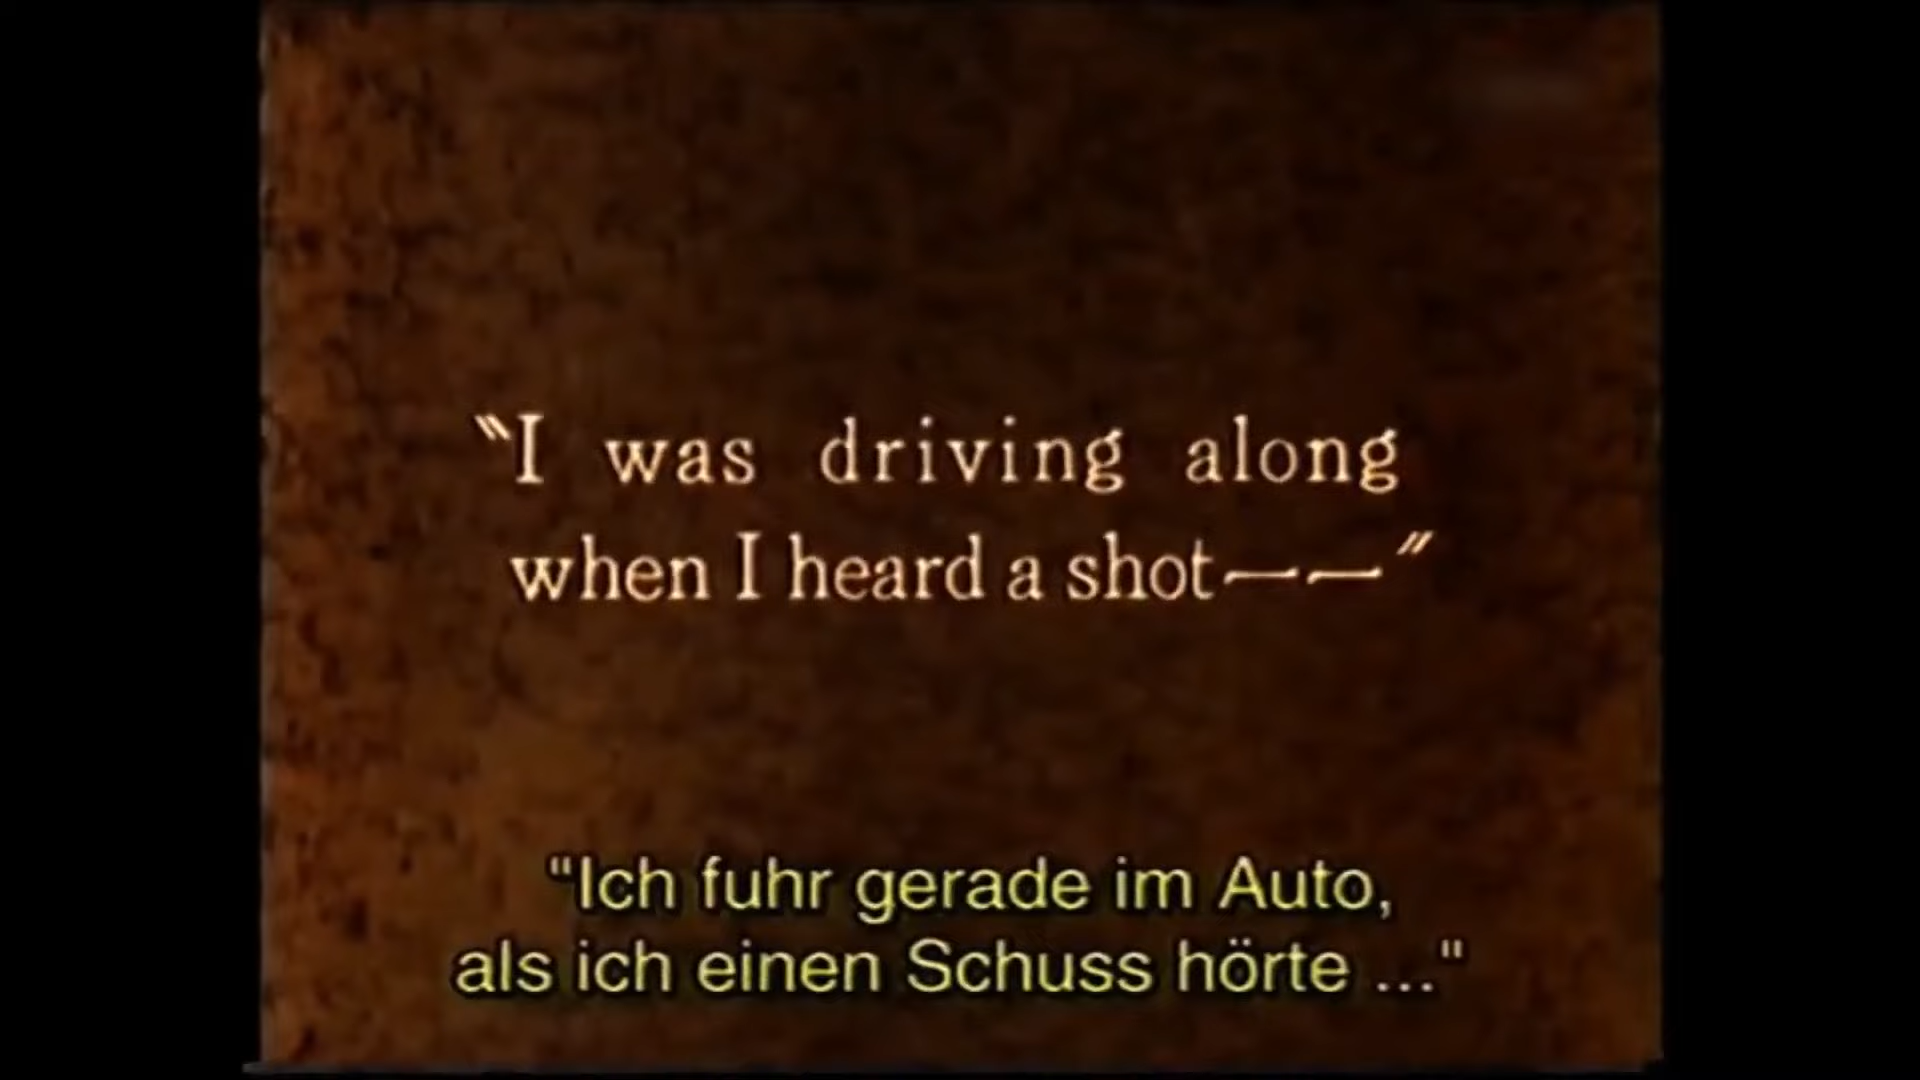 "I was driving along
when I heard a shot——"
"Ich fuhr gerade im Auto,
als ich einen Schuss hörte ..."